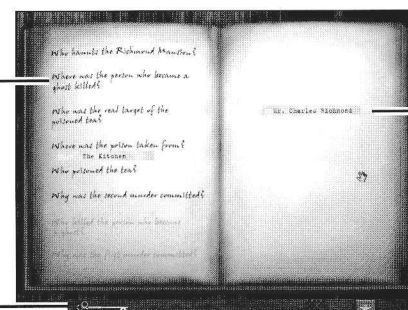 Who haunts the Richmond Mansion?
Where was the person who became a
ghost killed?
Who was the real target of the
poisoned tea?
Where was the poison taken from?
The Kitchen
Who poisoned the tea?
Why was the second murder committed?
Who killed the person who became
a ghost?
Why was the first murder committed?
Mr. Charles Richmond